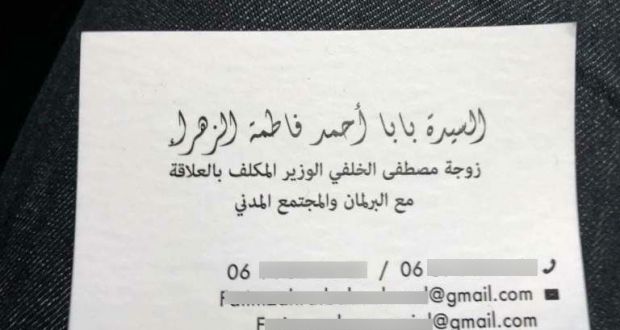 السيدة بابا أحمد فاطمة الزهراء
زوجة مصطفى الخلفي الوزير المكلف بالعلاقة
مع البرلمان والمجتمع المدني
06 / 06
@gmail.com
@gmail.com